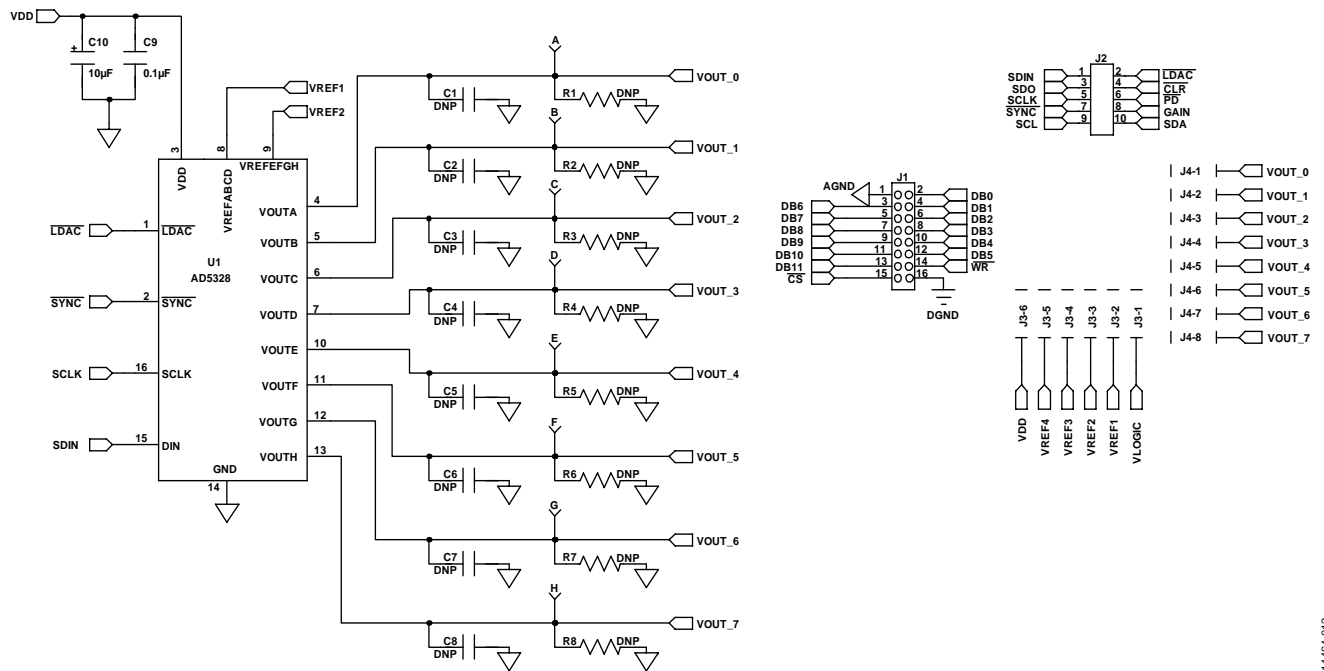 VDD
C10
10µF
C9
0.1µF
+
VREF1
VREF2
3
8
9
VDD
VREFABCD
VREFEFGH
U1
AD5328
LDAC
1
LDAC
SYNC
2
SYNC
SCLK
16
SCLK
SDIN
15
DIN
GND
14
VOUTA
4
VOUTB
5
VOUTC
6
VOUTD
7
VOUTE
10
VOUTF
11
VOUTG
12
VOUTH
13
A
C1
DNP
R1
DNP
VOUT_0
B
C2
DNP
R2
DNP
VOUT_1
C
C3
DNP
R3
DNP
VOUT_2
D
C4
DNP
R4
DNP
VOUT_3
E
C5
DNP
R5
DNP
VOUT_4
F
C6
DNP
R6
DNP
VOUT_5
G
C7
DNP
R7
DNP
VOUT_6
H
C8
DNP
R8
DNP
VOUT_7
J2
SDIN 1 2 LDAC
SDO 3 4 CLR
SCLK 5 6 PD
SYNC 7 8 GAIN
SCL 9 10 SDA
J1
AGND 1 2 DB0
DB6 3 4 DB1
DB7 5 6 DB2
DB8 7 8 DB3
DB9 9 10 DB4
DB10 11 12 DB5
DB11 13 14 WR
CS 15 16
DGND
J4-1 VOUT_0
J4-2 VOUT_1
J4-3 VOUT_2
J4-4 VOUT_3
J4-5 VOUT_4
J4-6 VOUT_5
J4-7 VOUT_6
J4-8 VOUT_7
J3-6 VDD
J3-5 VREF4
J3-4 VREF3
J3-3 VREF2
J3-2 VREF1
J3-1 VLOGIC